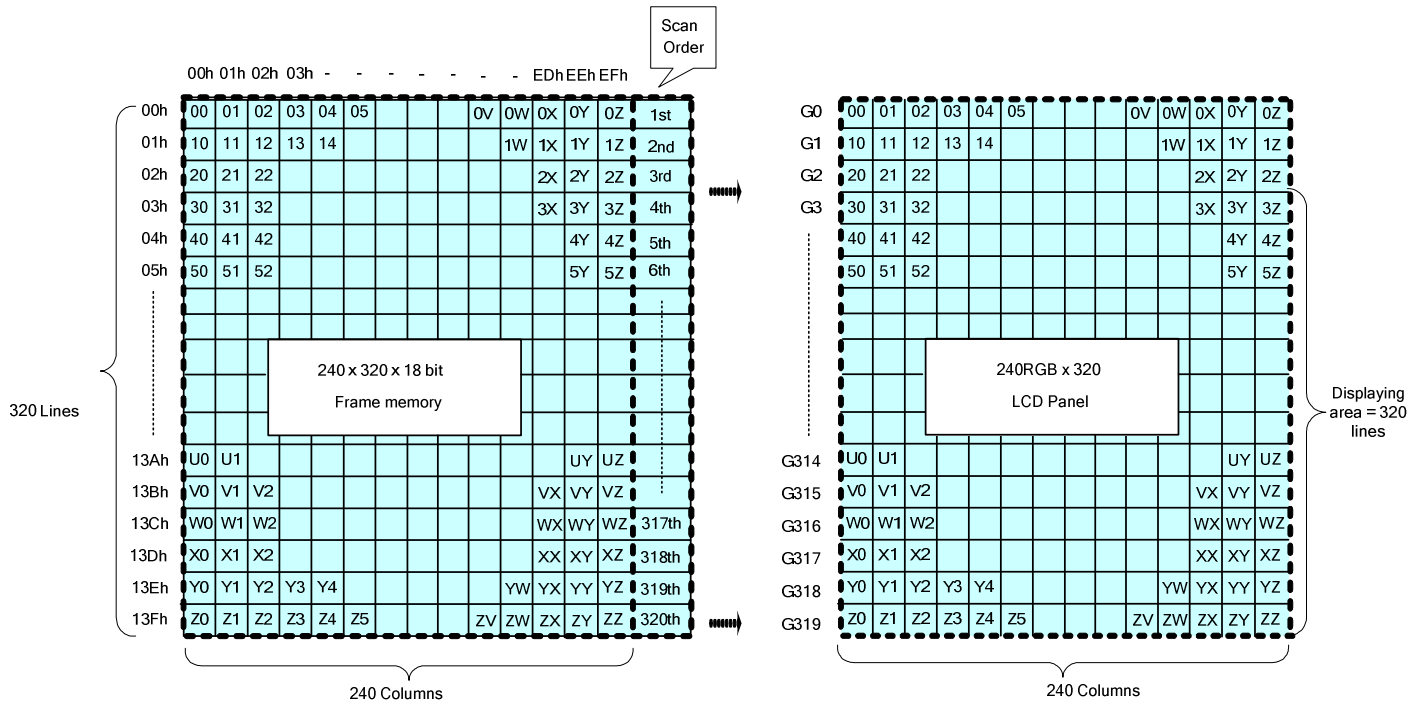 Scan
Order
00h 01h 02h 03h - - - - - - - EDh EEh EFh
00h 00 01 02 03 04 05 0V 0W 0X 0Y 0Z 1st
01h 10 11 12 13 14 1W 1X 1Y 1Z 2nd
02h 20 21 22 2X 2Y 2Z 3rd
03h 30 31 32 3X 3Y 3Z 4th
04h 40 41 42 4Y 4Z 5th
05h 50 51 52 5Y 5Z 6th
240 x 320 x 18 bit
Frame memory
320 Lines
13Ah U0 U1 UY UZ
13Bh V0 V1 V2 VX VY VZ
13Ch W0 W1 W2 WX WY WZ 317th
13Dh X0 X1 X2 XX XY XZ 318th
13Eh Y0 Y1 Y2 Y3 Y4 YW YX YY YZ 319th
13Fh Z0 Z1 Z2 Z3 Z4 Z5 ZV ZW ZX ZY ZZ 320th
240 Columns
G0 00 01 02 03 04 05 0V 0W 0X 0Y 0Z
G1 10 11 12 13 14 1W 1X 1Y 1Z
G2 20 21 22 2X 2Y 2Z
G3 30 31 32 3X 3Y 3Z
40 41 42 4Y 4Z
50 51 52 5Y 5Z
240RGB x 320
LCD Panel
Displaying
area = 320
lines
G314 U0 U1 UY UZ
G315 V0 V1 V2 VX VY VZ
G316 W0 W1 W2 WX WY WZ
G317 X0 X1 X2 XX XY XZ
G318 Y0 Y1 Y2 Y3 Y4 YW YX YY YZ
G319 Z0 Z1 Z2 Z3 Z4 Z5 ZV ZW ZX ZY ZZ
240 Columns